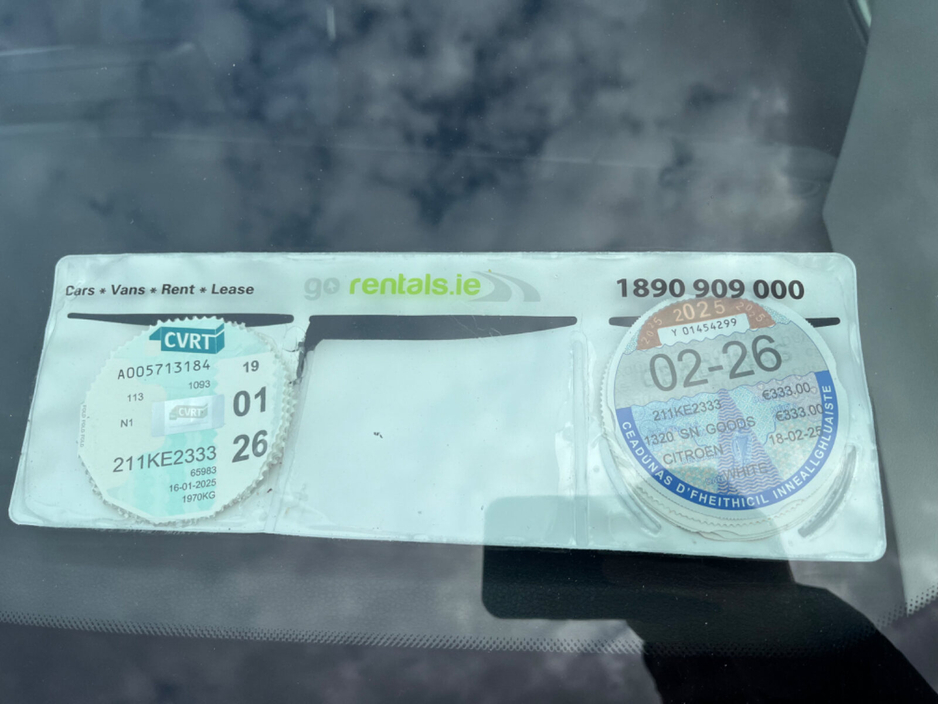 Cars * Vans * Rent * Lease
go rentals.ie
1890 909 000
CVRT
A005713184
19
1093
113
CVRT
01
N1
26
211KE2333
65983
16-01-2025
1970KG
2025
Y 01454299
02-26
€333.00
211KE2333
€333.00
1320 SN GOODS
18-02-25
CITROEN
WHITE
CEADÚNAS D'FHEITHICIL INNEALLGHLUAISTE